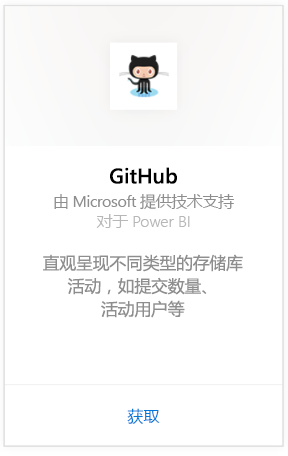 GitHub
由 Microsoft 提供技术支持
对于 Power BI
直观呈现不同类型的存储库
活动，如提交数量、
活动用户等
获取